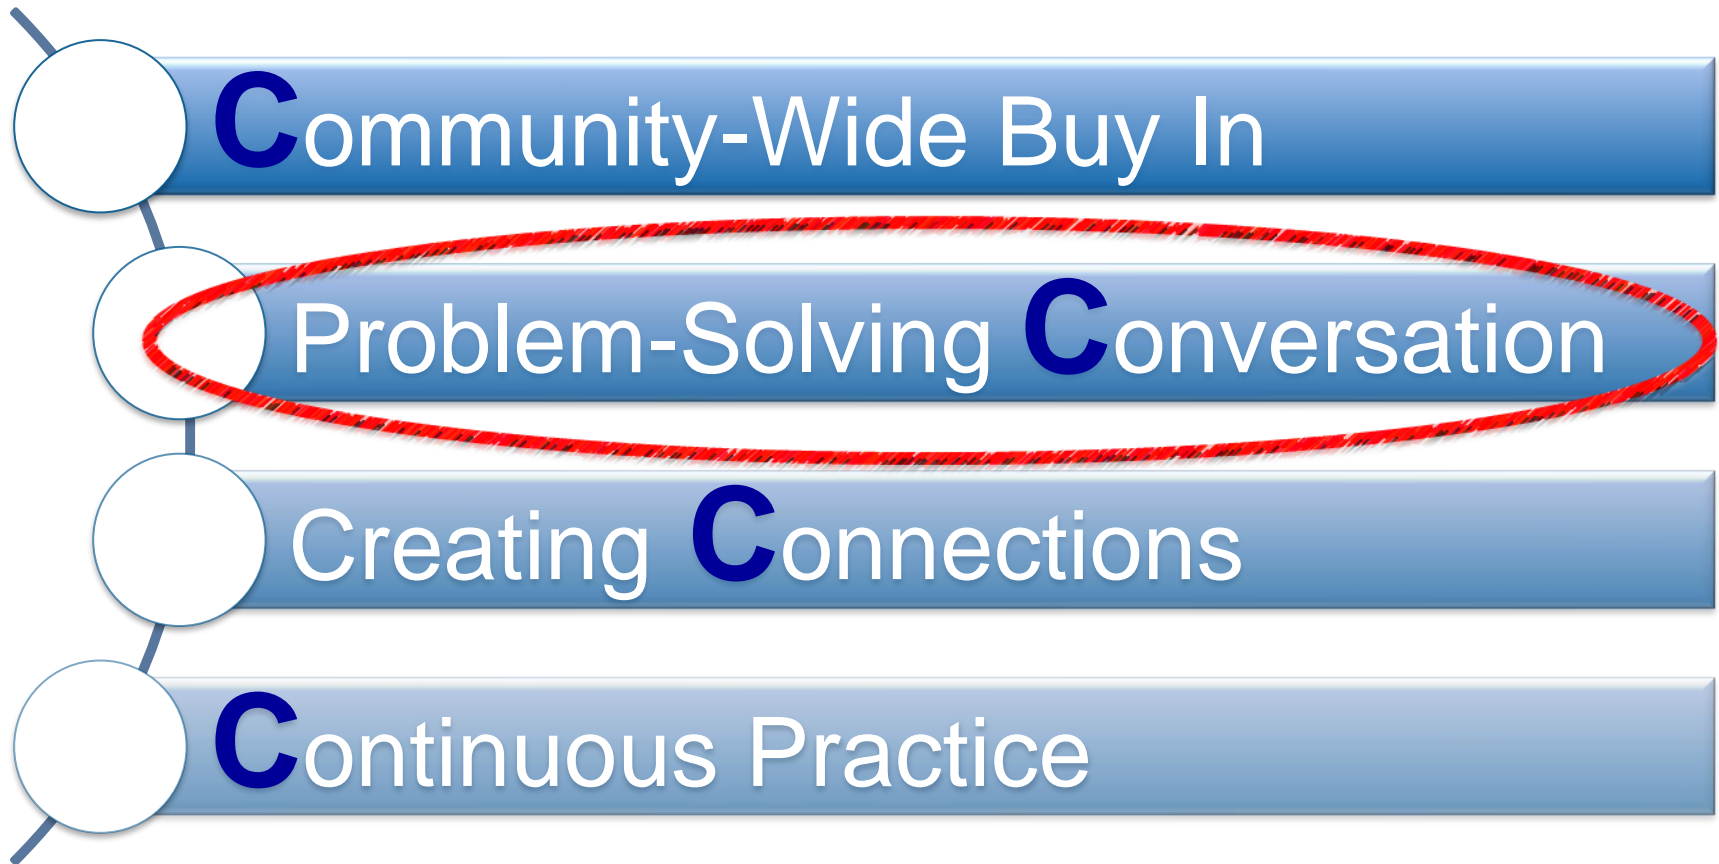 Community-Wide Buy In
Problem-Solving Conversation
Creating Connections
Continuous Practice